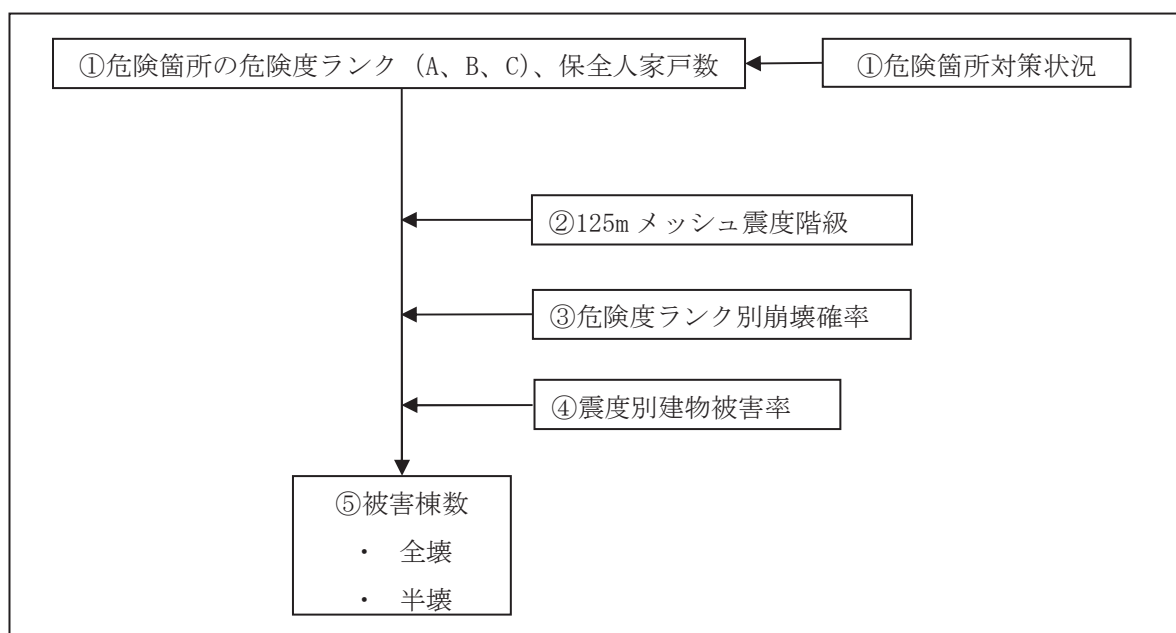 ①危険箇所の危険度ランク (A、B、C)、保全人家戸数
①危険箇所対策状況
②125m メッシュ震度階級
③危険度ランク別崩壊確率
④震度別建物被害率
⑤被害棟数
・ 全壊
・ 半壊